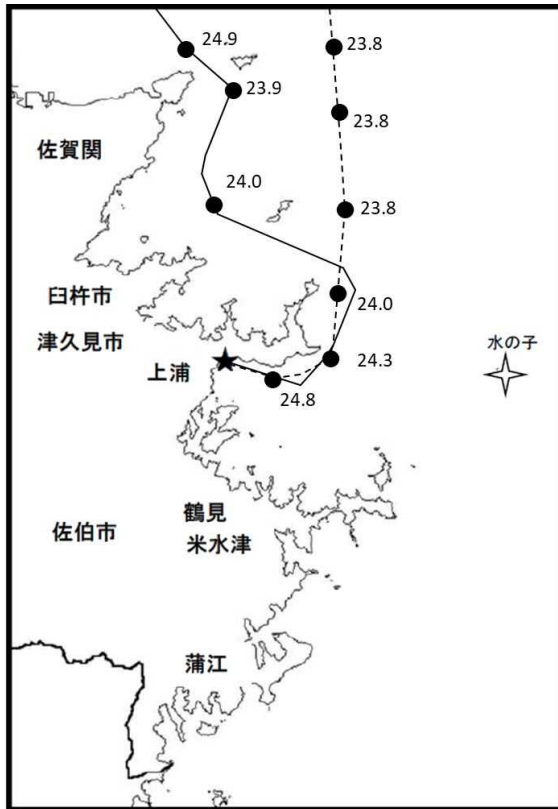 24.9
23.8
23.9
23.8
佐賀関
24.0
23.8
臼杵市
24.0
津久見市
水の子
上浦
24.3
24.8
鶴見
佐伯市
米水津
蒲江